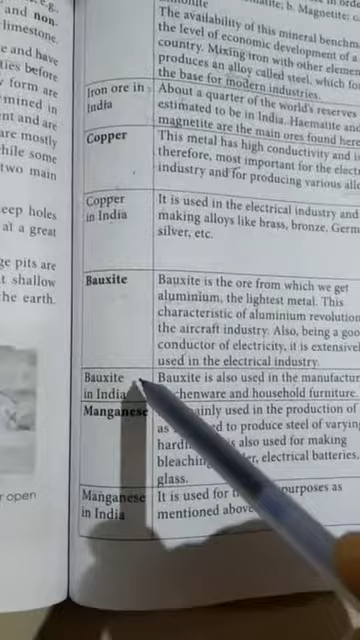 e.g.,
and non.
limestone.
e and have
ties before
form are
mined in
ent and are
are mostly
while some
two main
eep holes
at a great
ge pits are
t shallow
the earth.
r open
b. Magnetite;
The availability of this mineral
the level of economic development of a
country. Mixing iron with other
produces an alloy called steel, which
the base for modern industries.
Iron ore in
India
About a quarter of the world's reserves
estimated to be in India. Haematite and
magnetite are the main ores found here
Copper
This metal has high conductivity and
therefore, most important for the
industry and for producing various
Copper
in India
It is used in the electrical industry and
making alloys like brass, bronze, Germ
silver, etc.
Bauxite
Bauxite is the ore from which we get
aluminium, the lightest metal. This
characteristic of aluminium revolution
the aircraft industry. Also, being a good
conductor of electricity, it is extensive
used in the electrical industry.
Bauxite
in India
Bauxite is also used in the manufactur
chenware and household furniture.
Manganese
ainly used in the production of
as ed to produce steel of varying
hardn is also used for making
bleaching er, electrical batteries,
glass.
Manganese
in India
It is used for purposes as
mentioned above